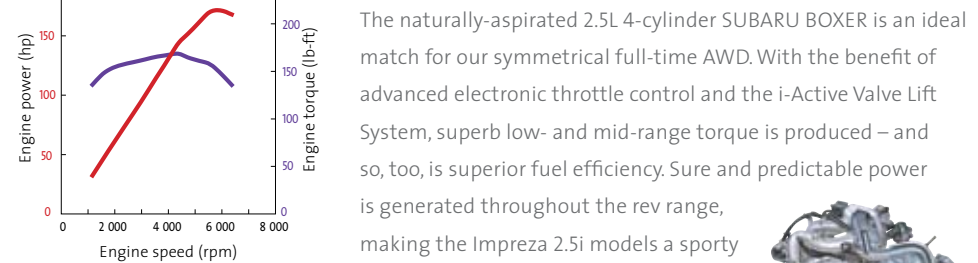 The naturally-aspirated 2.5L 4-cylinder SUBARU BOXER is an ideal
match for our symmetrical full-time AWD. With the benefit of
advanced electronic throttle control and the i-Active Valve Lift
System, superb low- and mid-range torque is produced – and
so, too, is superior fuel efficiency. Sure and predictable power
is generated throughout the rev range,
making the Impreza 2.5i models a sporty
Engine power (hp)
150
100
50
0
200
150
100
50
0
Engine torque (lb-ft)
0 2 000 4 000 6 000 8 000
Engine speed (rpm)